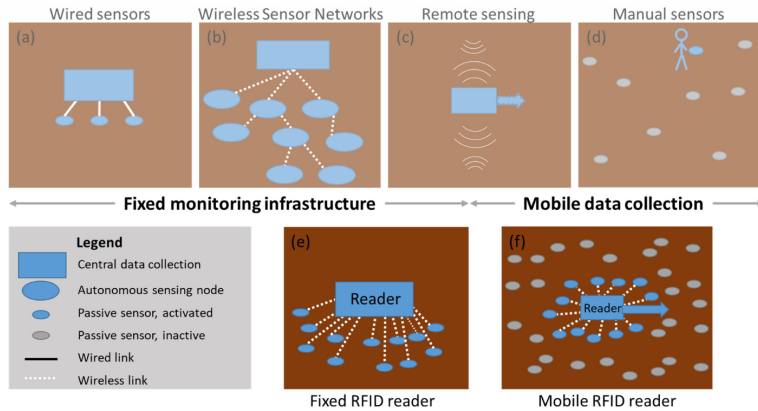 Wired sensors
Wireless Sensor Networks
Remote sensing
Manual sensors
(a)
(b)
(c)
(d)
Fixed monitoring infrastructure
Mobile data collection
Legend
Central data collection
Autonomous sensing node
Passive sensor, activated
Passive sensor, inactive
Wired link
Wireless link
(e)
Reader
Fixed RFID reader
(f)
Reader
Mobile RFID reader